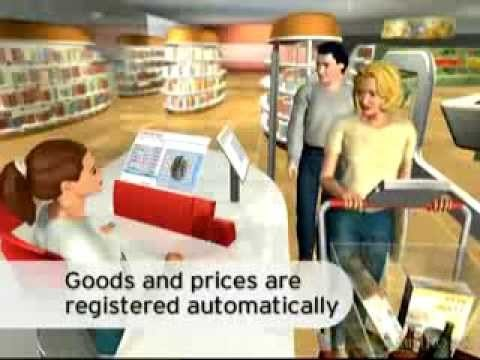 Goods and prices are
registered automatically